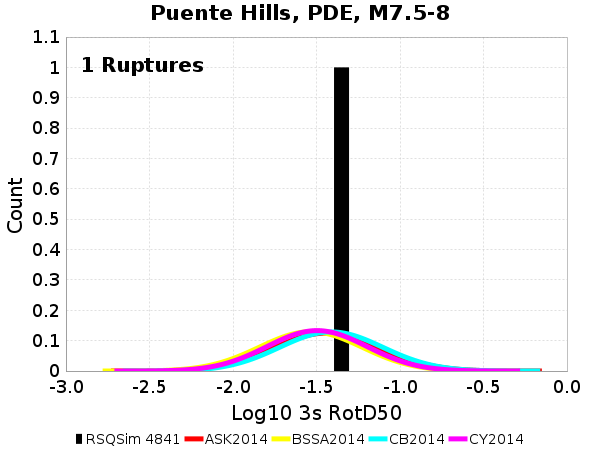 Puente Hills, PDE, M7.5-8
1 Ruptures
1.1
1
0.9
0.8
0.7
0.6
0.5
0.4
0.3
0.2
0.1
0
Count
-3.0 -2.5 -2.0 -1.5 -1.0 -0.5 0.0
Log10 3s RotD50
RSQSim 4841 ASK2014 BSSA2014 CB2014 CY2014